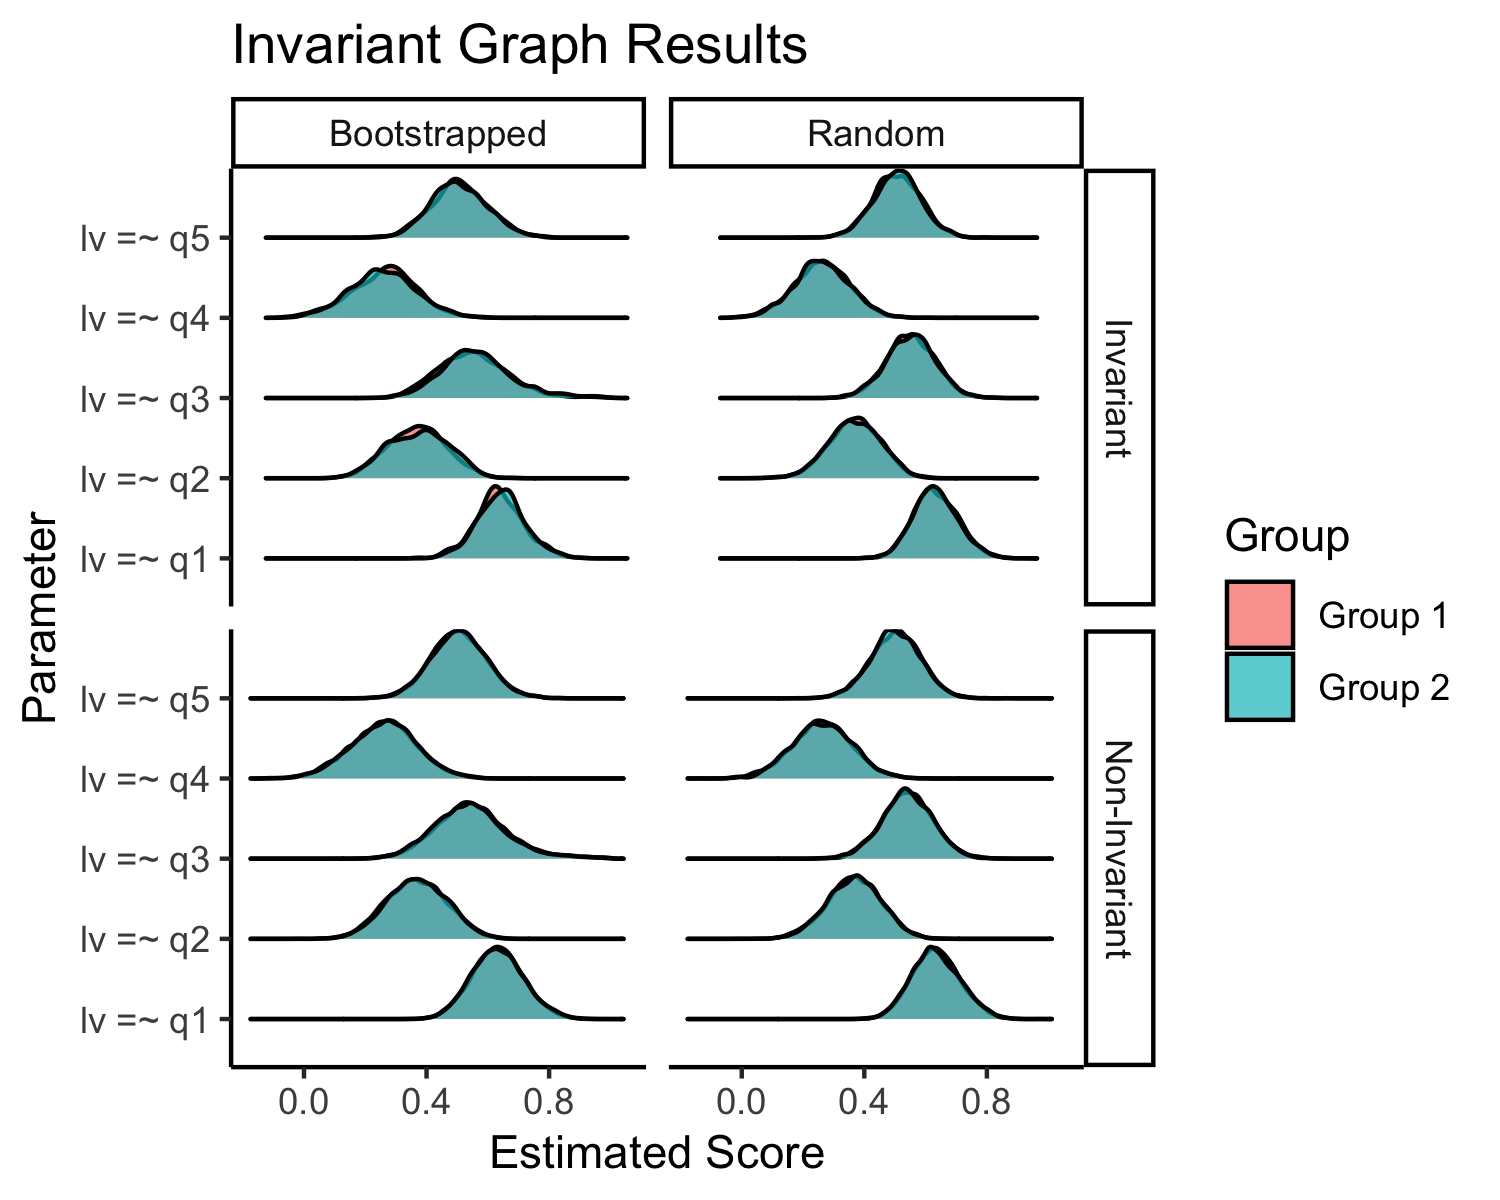 Invariant Graph Results
Bootstrapped
Random
lv =~ q5
lv =~ q4
lv =~ q3
lv =~ q2
lv =~ q1
Invariant
lv =~ q5
lv =~ q4
lv =~ q3
lv =~ q2
lv =~ q1
Non-Invariant
Parameter
0.0 0.4 0.8
0.0 0.4 0.8
Estimated Score
Group
Group 1
Group 2